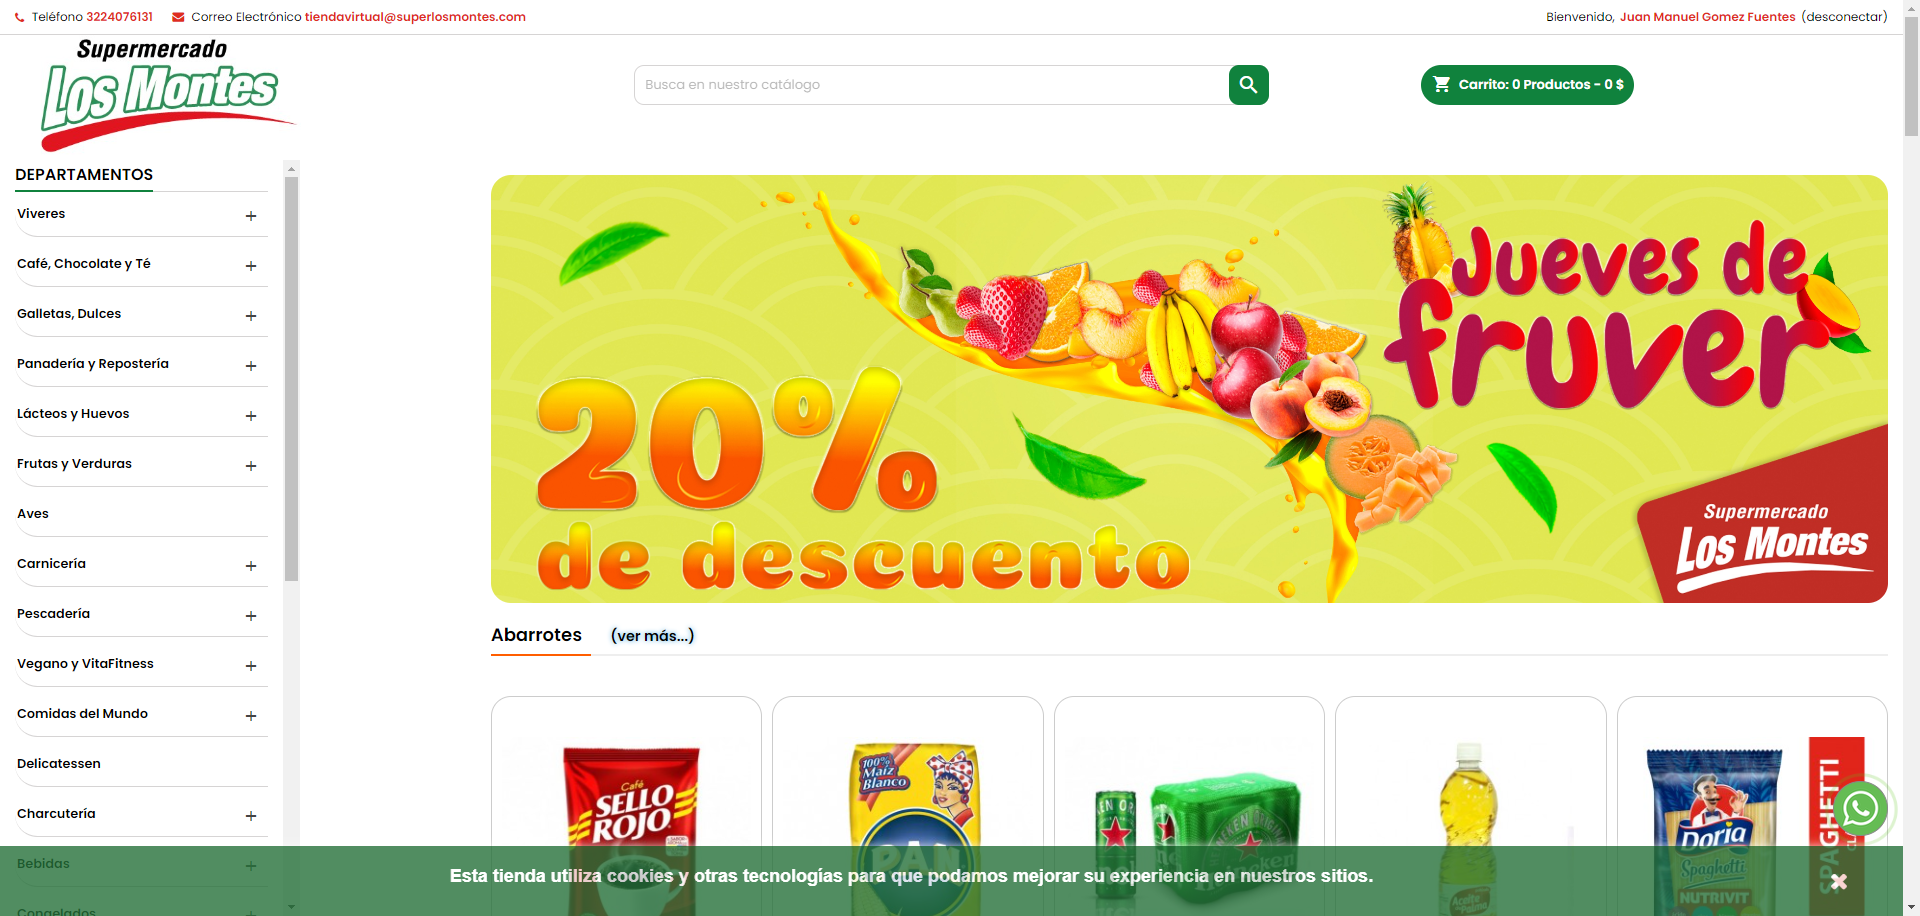 Teléfono 3224076131 Correo Electrónico tiendavirtual@superlosmontes.com
Bienvenido, Juan Manuel Gomez Fuentes (desconectar)
Supermercado
Los Montes
Busca en nuestro catálogo
Carrito: 0 Productos - 0 $
DEPARTAMENTOS
Viveres
Café, Chocolate y Té
Galletas, Dulces
Panadería y Repostería
Lácteos y Huevos
Frutas y Verduras
Aves
Carnicería
Pescadería
Vegano y VitaFitness
Comidas del Mundo
Delicatessen
Charcutería
Bebidas
Congelados
Jueves de
fruver
20%
de descuento
Supermercado
Los Montes
Abarrotes (ver más...)
Café
SELLO
ROJO
100%
Maíz
Blanco
PAN
Heineken
Doria
Spaghetti
NUTRIVIT
SPAGHETTI
Esta tienda utiliza cookies y otras tecnologías para que podamos mejorar su experiencia en nuestros sitios.